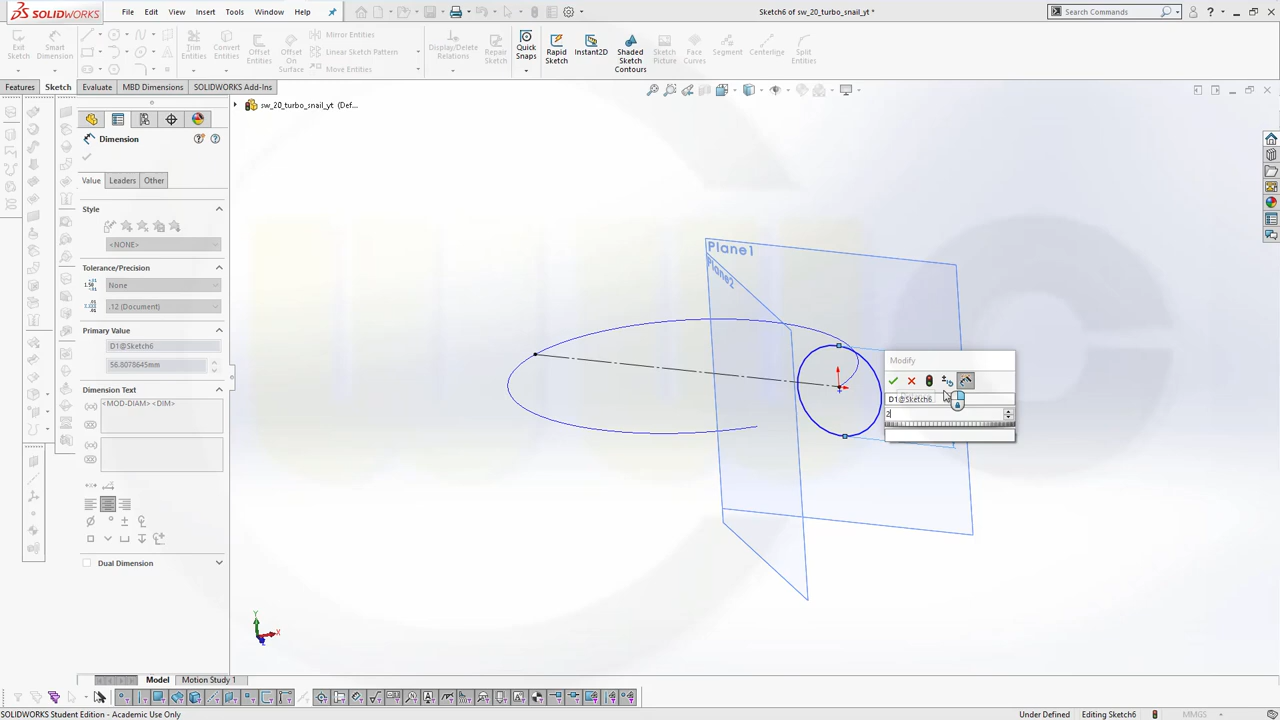 SOLIDWORKS
File
Edit
View
Insert
Tools
Window
Sketch6 of sw_20_turbo_snail_yt *
Search Commands
Exit
Sketch
Smart
Dimension
Trim
Entities
Convert
Entities
Offset
Entities
Offset
On
Surface
Mirror Entities
Linear Sketch Pattern
Move Entities
Display/Delete
Relations
Repair
Sketch
Quick
Snaps
Rapid
Sketch
Instant2D
Shaded
Sketch
Contours
Sketch
Picture
Face
Curves
Segment
Centerline
Split
Entities
Features
Sketch
Evaluate
MBD Dimensions
SOLIDWORKS Add-Ins
sw_20_turbo_snail_yt (Def...
Dimension
Value
Leaders
Other
Style
<NONE>
Tolerance/Precision
None
.12 (Document)
Primary Value
D1@Sketch6
56.8078645mm
Dimension Text
<MOD-DIAM> <DIM>
Dual Dimension
Plane1
Plane2
Modify
D1@Sketch6
2
Y
X
Model
Motion Study 1
SOLIDWORKS Student Edition - Academic Use Only
Under Defined
Editing Sketch6
MMGS